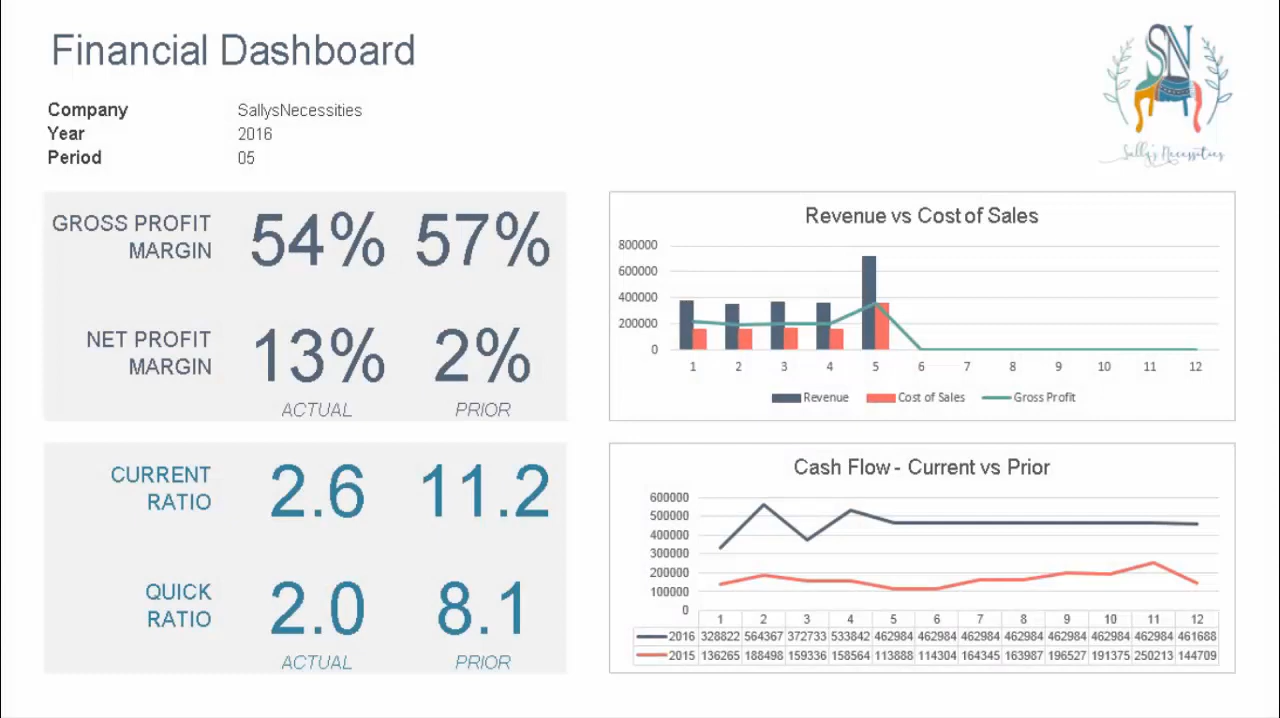 Financial Dashboard
SN
Sally's Necessities
Company SallysNecessities
Year 2016
Period 05
GROSS PROFIT
MARGIN
54% 57%
NET PROFIT
MARGIN
13% 2%
ACTUAL PRIOR
CURRENT
RATIO
2.6 11.2
QUICK
RATIO
2.0 8.1
ACTUAL PRIOR
Revenue vs Cost of Sales
800000
600000
400000
200000
0
1 2 3 4 5 6 7 8 9 10 11 12
Revenue Cost of Sales Gross Profit
Cash Flow - Current vs Prior
600000
500000
400000
300000
200000
100000
0
1 2 3 4 5 6 7 8 9 10 11 12
2016 328822 564367 372733 533842 462984 462984 462984 462984 462984 462984 462984 461688
2015 136265 188498 159336 158564 113888 114304 164345 163987 196527 191375 250213 144709